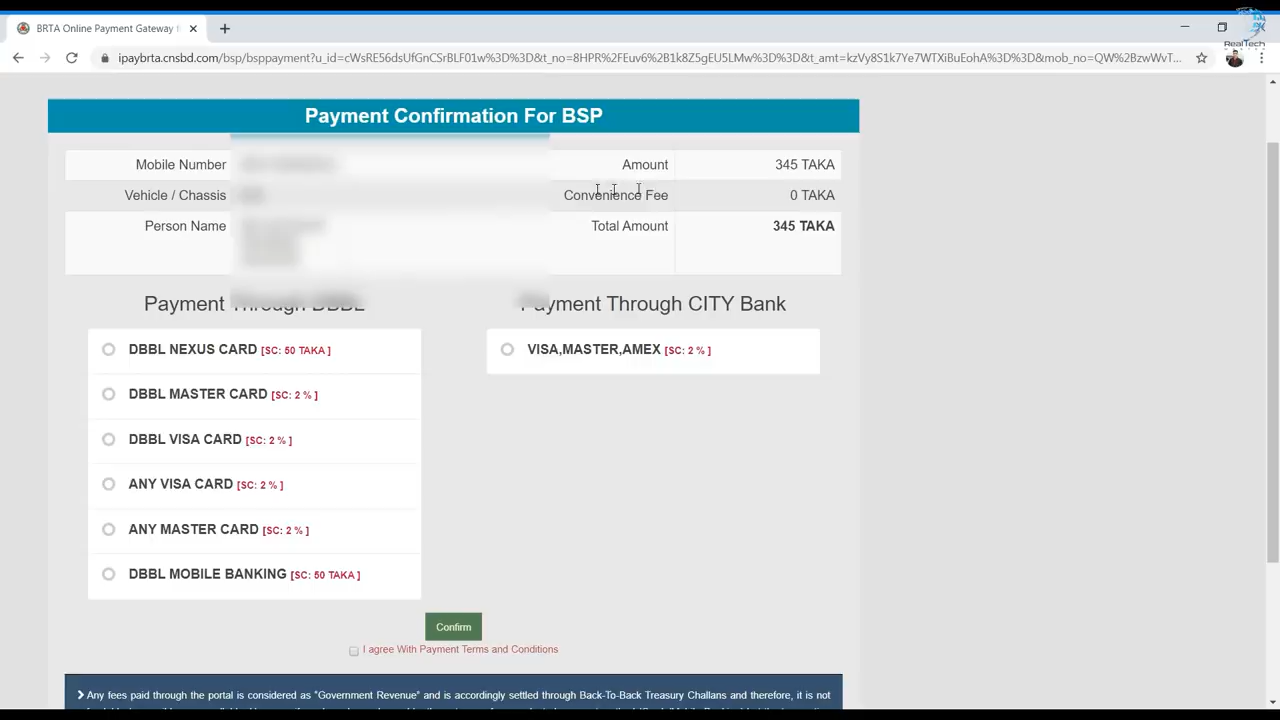 BRTA Online Payment Gateway
RealTech
ipaybrta.cnsbd.com/bsp/bsppayment?u_id=cWsRE56dsUfGnCSrBLF01w%3D%3D&t_no=8HPR%2FEuv6B1k8Z5gEU5LMw%3D%3D&t_amt=kzVy8S1k7Ye7WTXiBuEohA%3D%3D&mob_no=QW%2BzwWvT...
Payment Confirmation For BSP
Mobile Number
Amount
345 TAKA
Vehicle / Chassis
Convenience Fee
0 TAKA
Person Name
Total Amount
345 TAKA
Payment Through DBBL
Payment Through CITY Bank
DBBL NEXUS CARD [SC: 50 TAKA ]
VISA,MASTER,AMEX [SC: 2 % ]
DBBL MASTER CARD [SC: 2 % ]
DBBL VISA CARD [SC: 2 % ]
ANY VISA CARD [SC: 2 % ]
ANY MASTER CARD [SC: 2 % ]
DBBL MOBILE BANKING [SC: 50 TAKA ]
Confirm
I agree With Payment Terms and Conditions
Any fees paid through the portal is considered as "Government Revenue" and is accordingly settled through Back-To-Back Treasury Challans and therefore, it is not